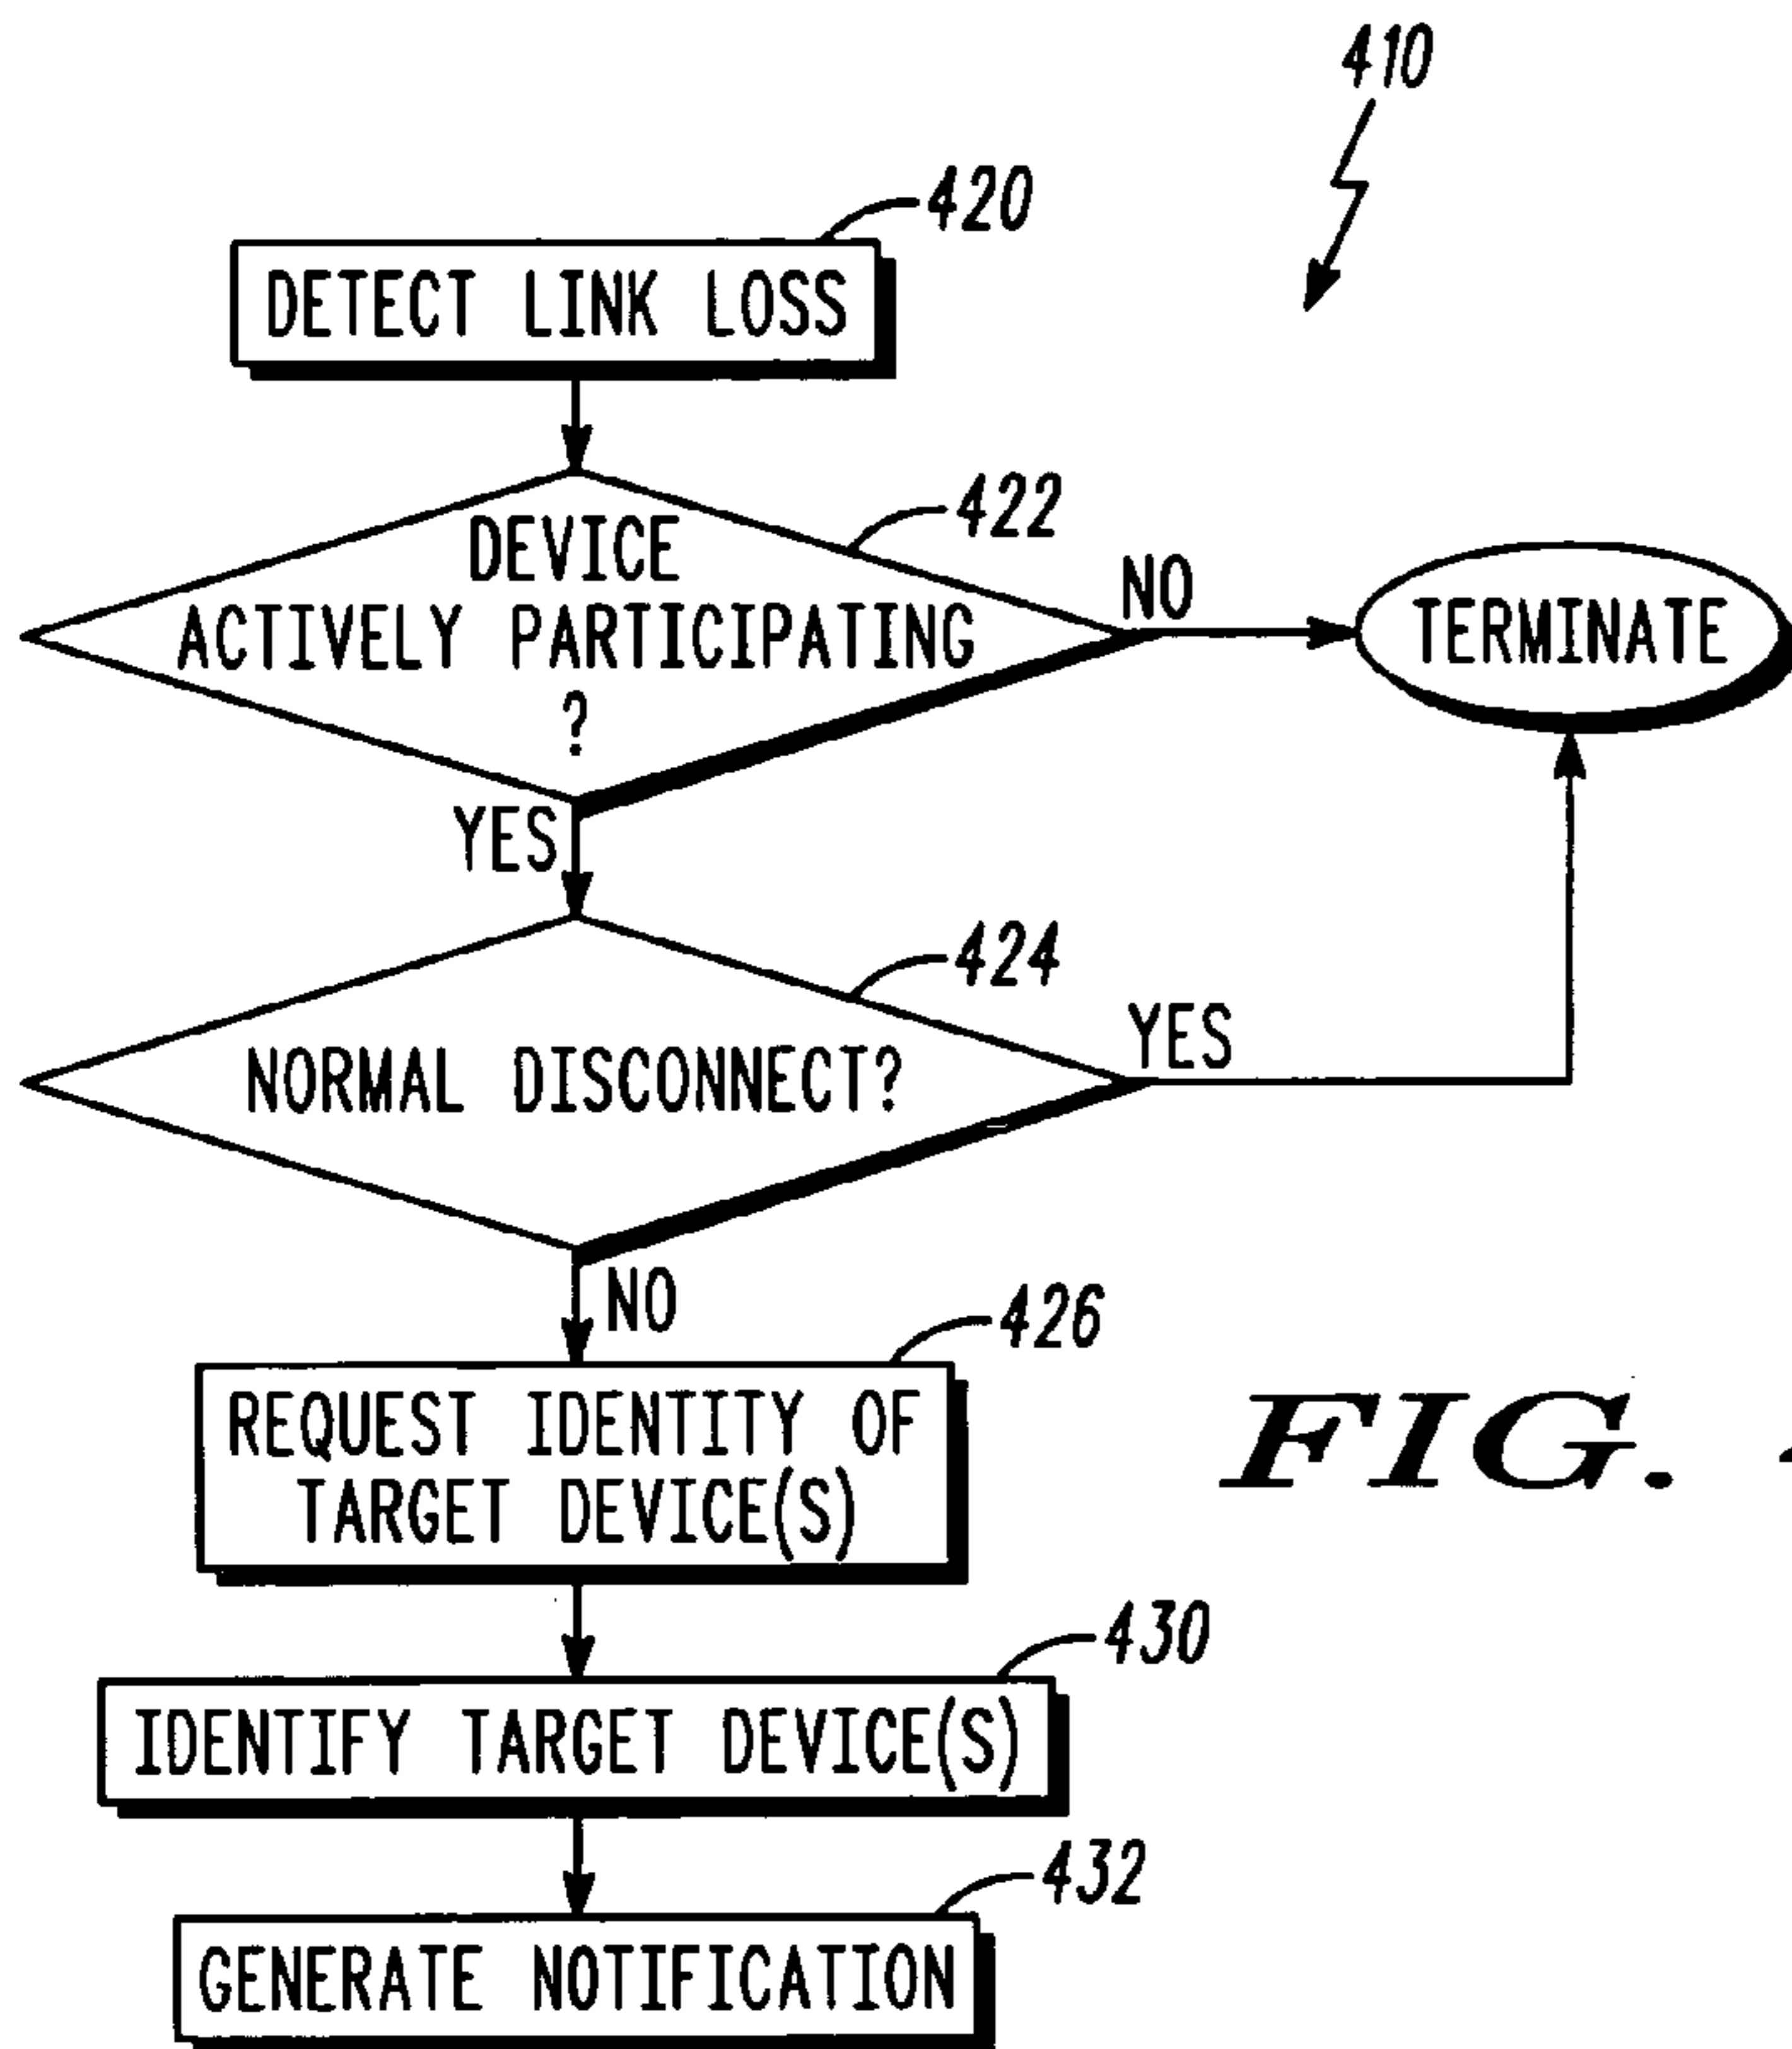 410
420
DETECT LINK LOSS
422
DEVICE
ACTIVELY PARTICIPATING
?
NO
TERMINATE
YES
424
NORMAL DISCONNECT?
YES
NO
426
REQUEST IDENTITY OF
TARGET DEVICE(S)
FIG.
430
IDENTIFY TARGET DEVICE(S)
432
GENERATE NOTIFICATION